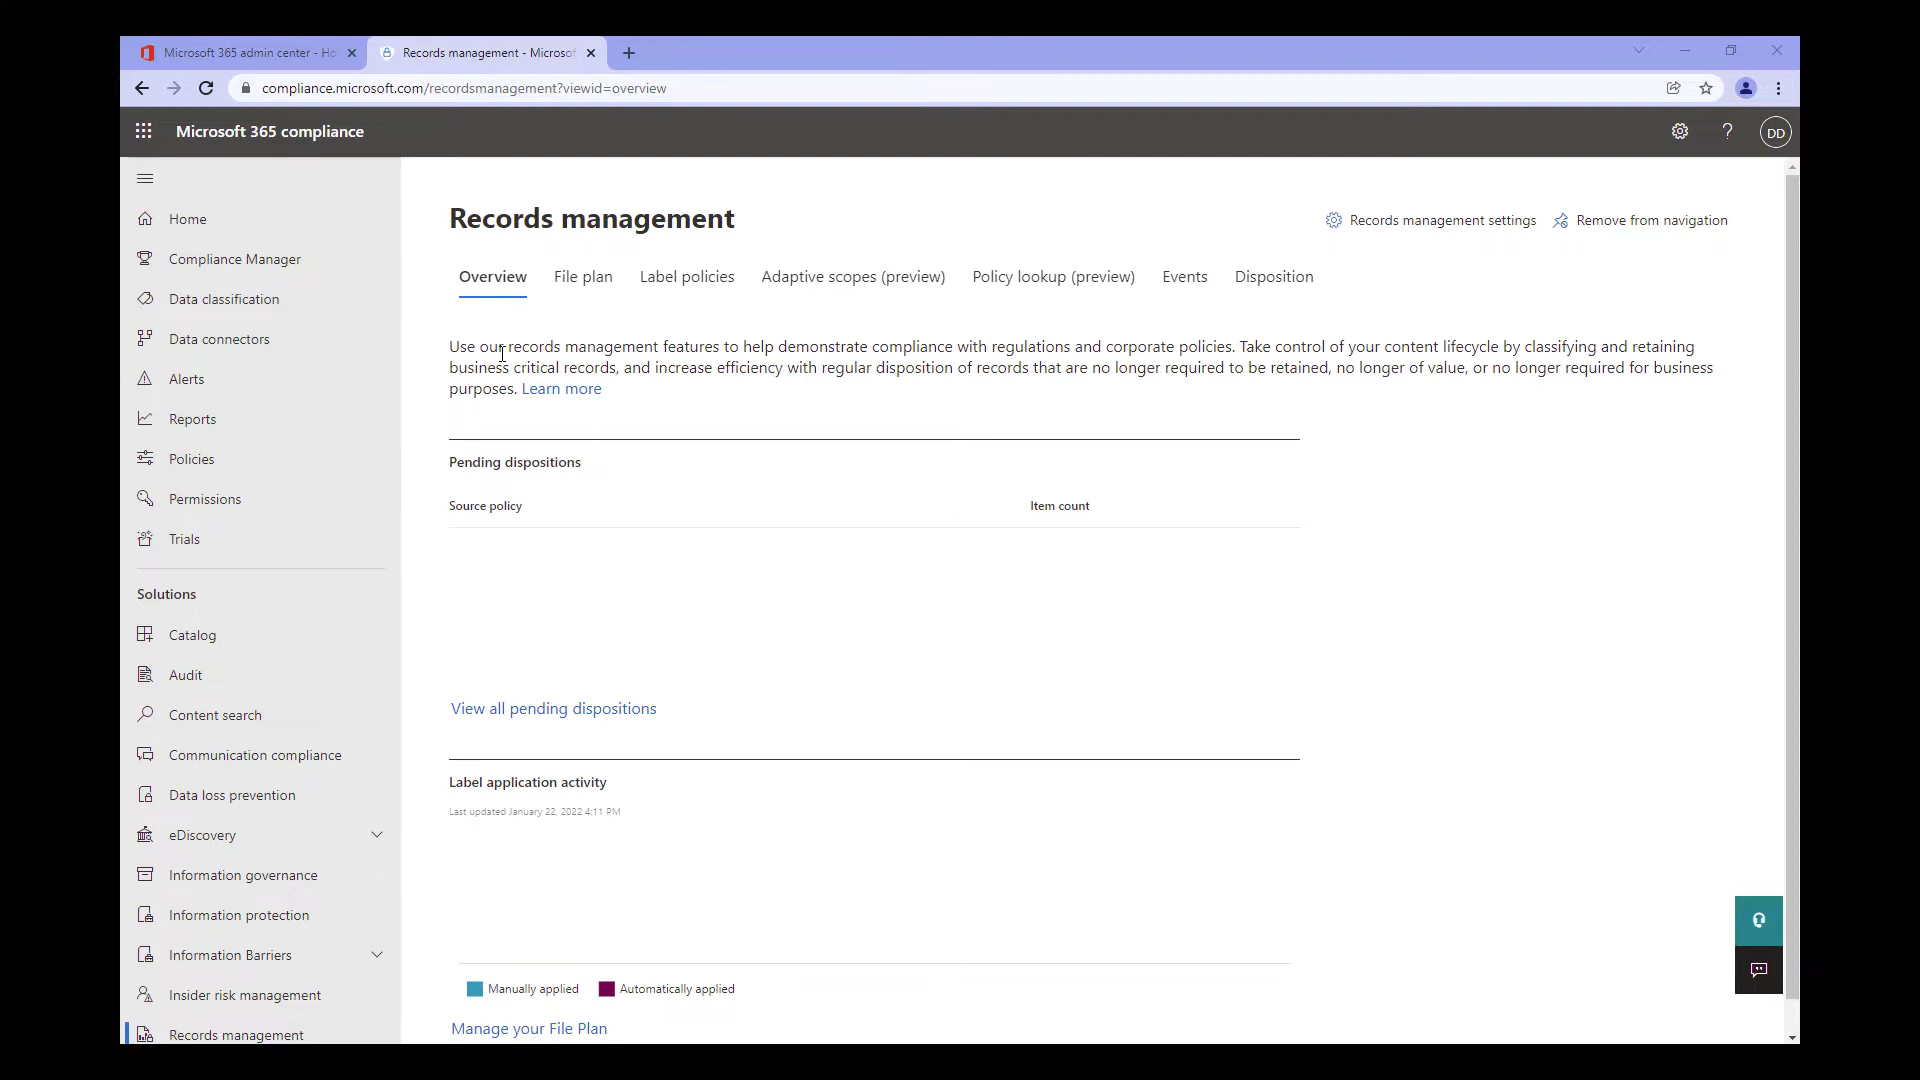 Microsoft 365 admin center - Ho
Records management - Microsof
compliance.microsoft.com/recordsmanagement?viewid=overview
Microsoft 365 compliance
?
DD
Home
Compliance Manager
Data classification
Data connectors
Alerts
Reports
Policies
Permissions
Trials
Solutions
Catalog
Audit
Content search
Communication compliance
Data loss prevention
eDiscovery
Information governance
Information protection
Information Barriers
Insider risk management
Records management
Records management
Records management settings
Remove from navigation
Overview File plan Label policies Adaptive scopes (preview) Policy lookup (preview) Events Disposition
Use our records management features to help demonstrate compliance with regulations and corporate policies. Take control of your content lifecycle by classifying and retaining
business critical records, and increase efficiency with regular disposition of records that are no longer required to be retained, no longer of value, or no longer required for business
purposes. Learn more
Pending dispositions
Source policy Item count
View all pending dispositions
Label application activity
Last updated January 22, 2022 4:11 PM
Manually applied Automatically applied
Manage your File Plan